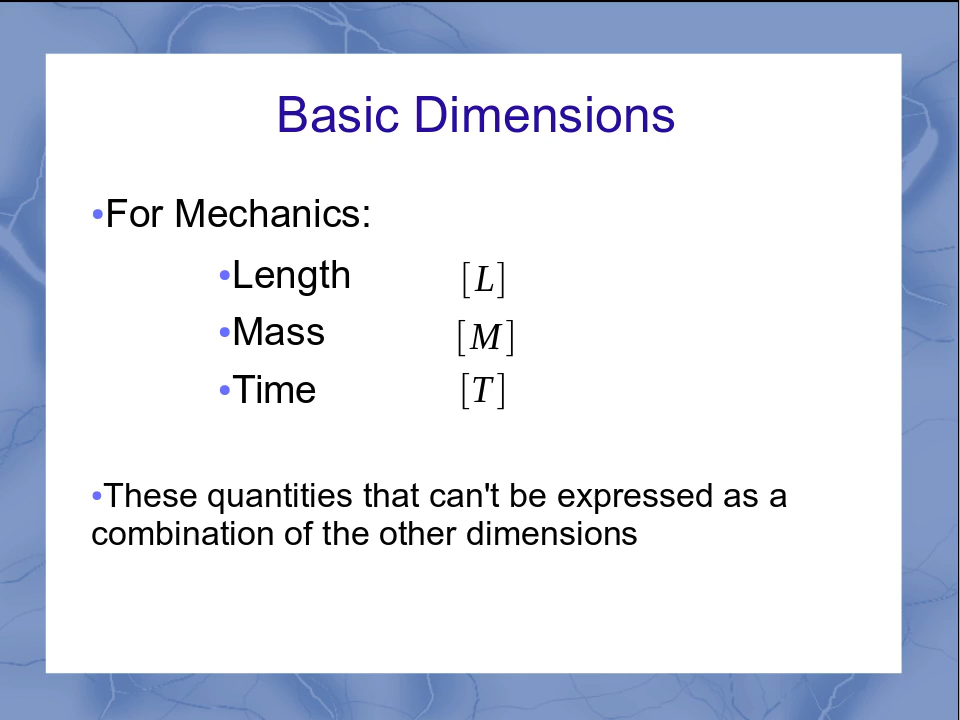 Basic Dimensions
•For Mechanics:
•Length [L]
•Mass [M]
•Time [T]
•These quantities that can't be expressed as a
combination of the other dimensions